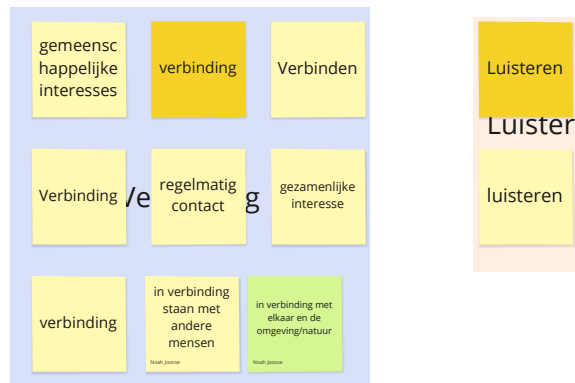 gemeensc
happelijke
interesses
verbinding
Verbinden
Verbinding
regelmatig
contact
gezamenlijke
interesse
verbinding
in verbinding
staan met
andere
mensen
Noah Joosse
in verbinding met
elkaar en de
omgeving/natuur
Noah Joosse
Luisteren
Luister
luisteren